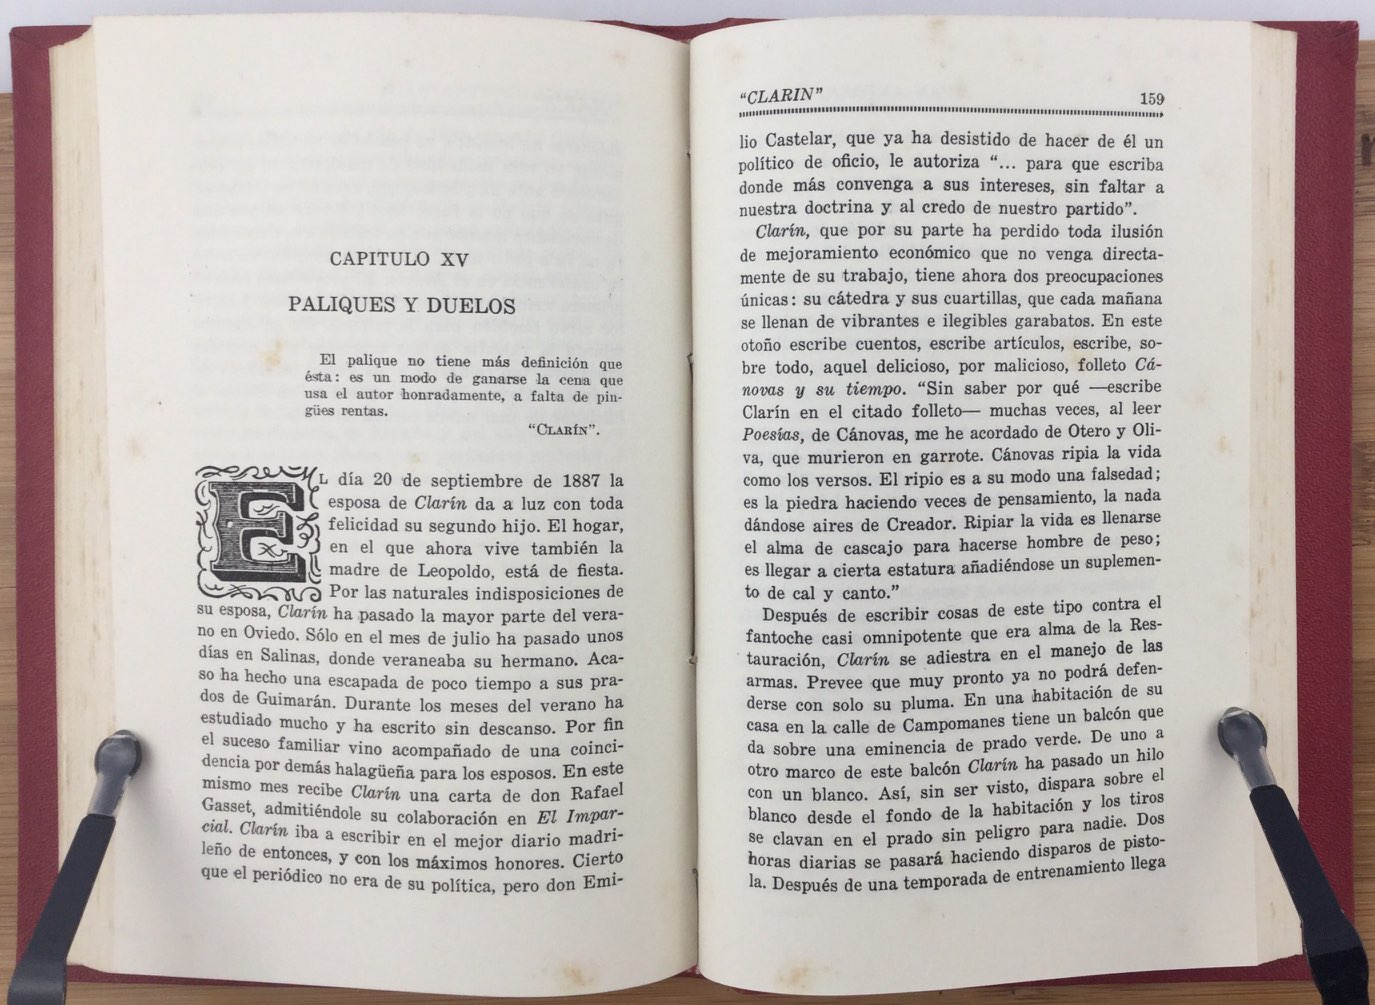 CAPITULO XV
PALIQUES Y DUELOS
El palique no tiene más definición que
ésta: es un modo de ganarse la cena que
usa el autor honradamente, a falta de pin-
gües rentas.
“CLARÍN”.
EL día 20 de septiembre de 1887 la
esposa de Clarín da a luz con toda
felicidad su segundo hijo. El hogar,
en el que ahora vive también la
madre de Leopoldo, está de fiesta.
Por las naturales indisposiciones de
su esposa, Clarín ha pasado la mayor parte del vera-
no en Oviedo. Sólo en el mes de julio ha pasado unos
días en Salinas, donde veraneaba su hermano. Aca-
so ha hecho una escapada de poco tiempo a sus pra-
dos de Guimarán. Durante los meses del verano ha
estudiado mucho y ha escrito sin descanso. Por fin
el suceso familiar vino acompañado de una coinci-
dencia por demás halagüeña para los esposos. En este
mismo mes recibe Clarín una carta de don Rafael
Gasset, admitiéndole su colaboración en El Impar-
cial. Clarín iba a escribir en el mejor diario madri-
leño de entonces, y con los máximos honores. Cierto
que el periódico no era de su política, pero don Emi-
“CLARIN” 159
lio Castelar, que ya ha desistido de hacer de él un
político de oficio, le autoriza “... para que escriba
donde más convenga a sus intereses, sin faltar a
nuestra doctrina y al credo de nuestro partido”.
Clarín, que por su parte ha perdido toda ilusión
de mejoramiento económico que no venga directa-
mente de su trabajo, tiene ahora dos preocupaciones
únicas: su cátedra y sus cuartillas, que cada mañana
se llenan de vibrantes e ilegibles garabatos. En este
otoño escribe cuentos, escribe artículos, escribe, so-
bre todo, aquel delicioso, por malicioso, folleto Cá-
novas y su tiempo. “Sin saber por qué —escribe
Clarín en el citado folleto— muchas veces, al leer
Poesías, de Cánovas, me he acordado de Otero y Oli-
va, que murieron en garrote. Cánovas ripia la vida
como los versos. El ripio es a su modo una falsedad;
es la piedra haciendo veces de pensamiento, la nada
dándose aires de Creador. Ripiar la vida es llenarse
el alma de cascajo para hacerse hombre de peso;
es llegar a cierta estatura añadiéndose un suplemen-
to de cal y canto.”
Después de escribir cosas de este tipo contra el
fantoche casi omnipotente que era alma de la Res-
tauración, Clarín se adiestra en el manejo de las
armas. Prevee que muy pronto ya no podrá defen-
derse con solo su pluma. En una habitación de su
casa en la calle de Campomanes tiene un balcón que
da sobre una eminencia de prado verde. De uno a
otro marco de este balcón Clarín ha pasado un hilo
con un blanco. Así, sin ser visto, dispara sobre el
blanco desde el fondo de la habitación y los tiros
se clavan en el prado sin peligro para nadie. Dos
horas diarias se pasará haciendo disparos de pisto-
la. Después de una temporada de entrenamiento llega